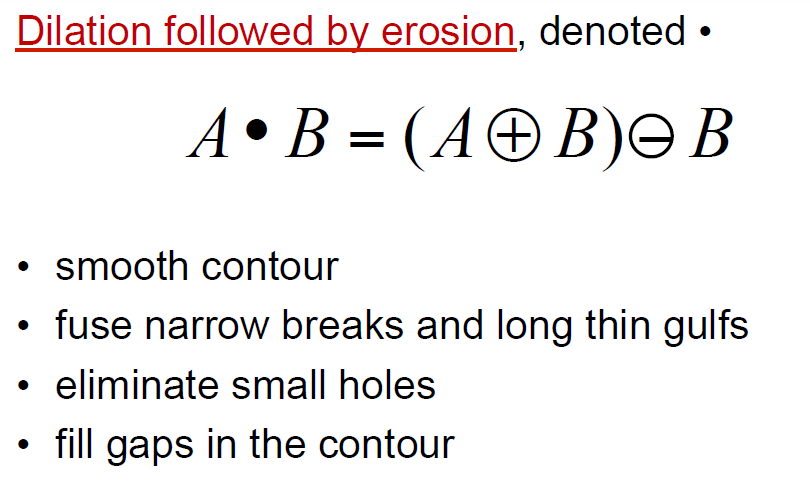 Dilation followed by erosion, denoted •
A • B = (A ⊕ B)⊖ B
• smooth contour
• fuse narrow breaks and long thin gulfs
• eliminate small holes
• fill gaps in the contour